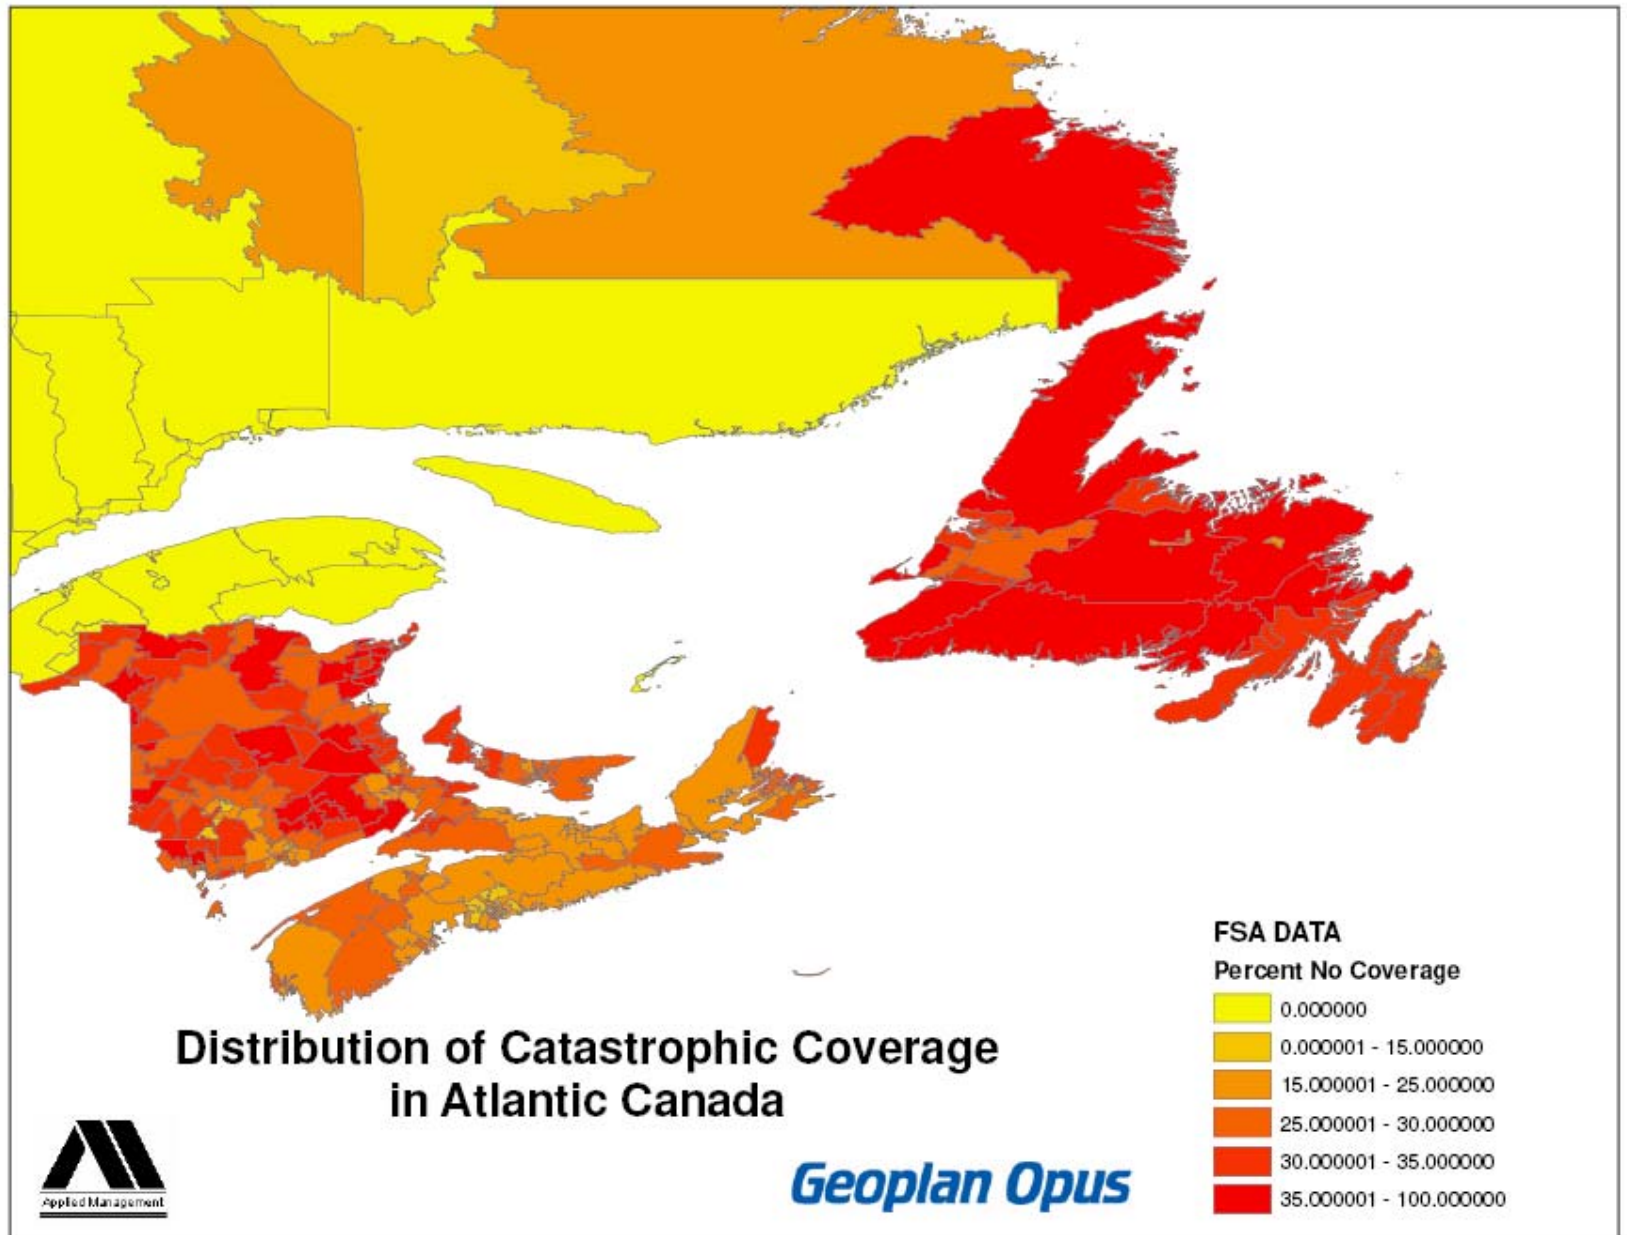 Distribution of Catastrophic Coverage
in Atlantic Canada
Applied Management
Geoplan Opus
FSA DATA
Percent No Coverage
0.000000
0.000001 - 15.000000
15.000001 - 25.000000
25.000001 - 30.000000
30.000001 - 35.000000
35.000001 - 100.000000